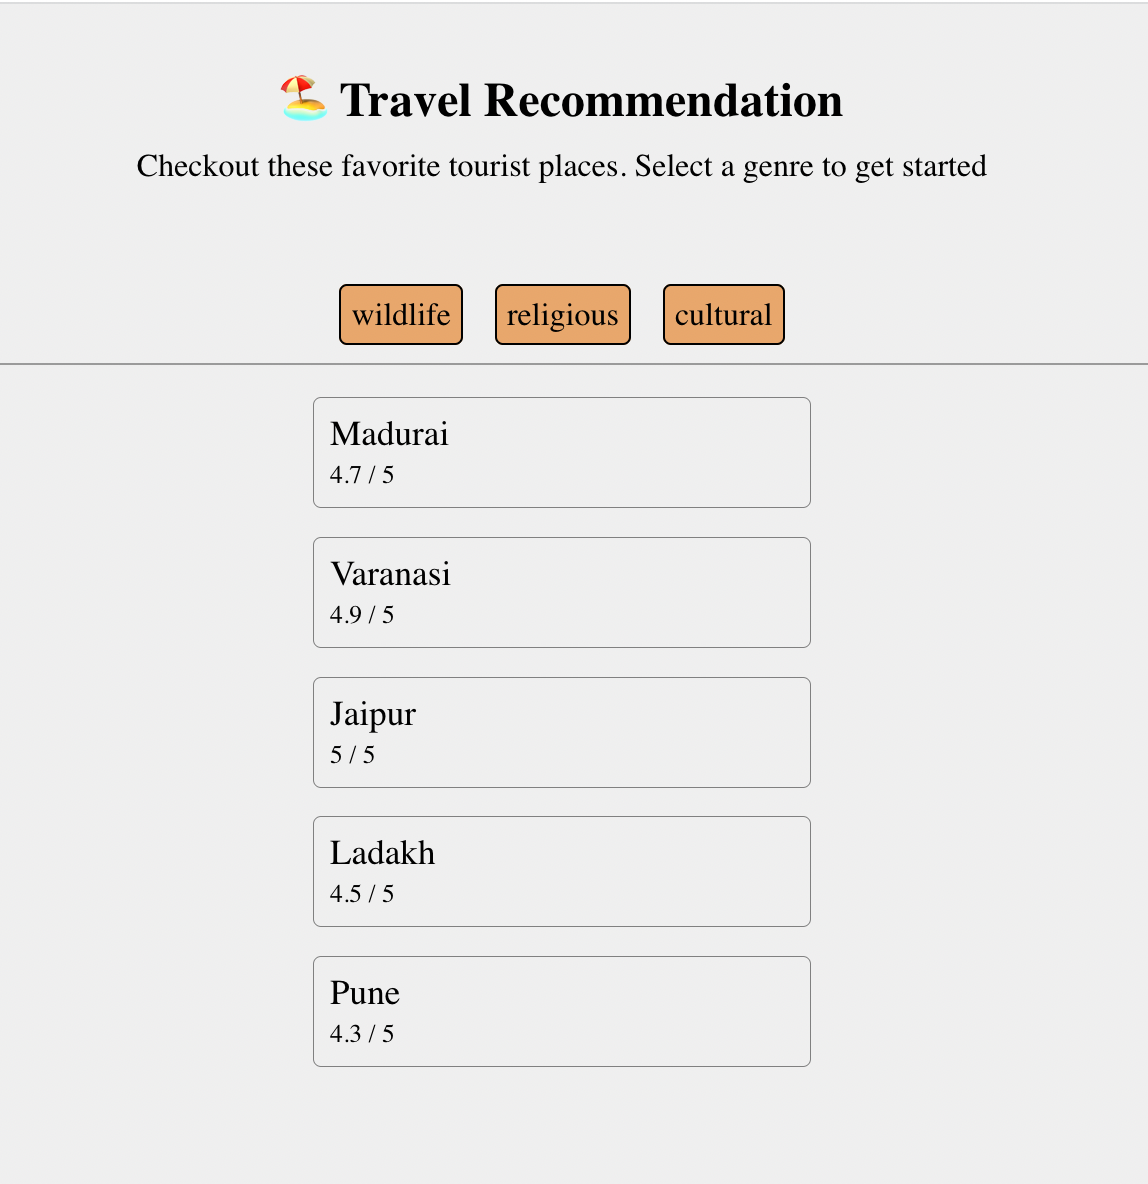 🏖️ Travel Recommendation
Checkout these favorite tourist places. Select a genre to get started
wildlife religious cultural
Madurai
4.7 / 5
Varanasi
4.9 / 5
Jaipur
5 / 5
Ladakh
4.5 / 5
Pune
4.3 / 5